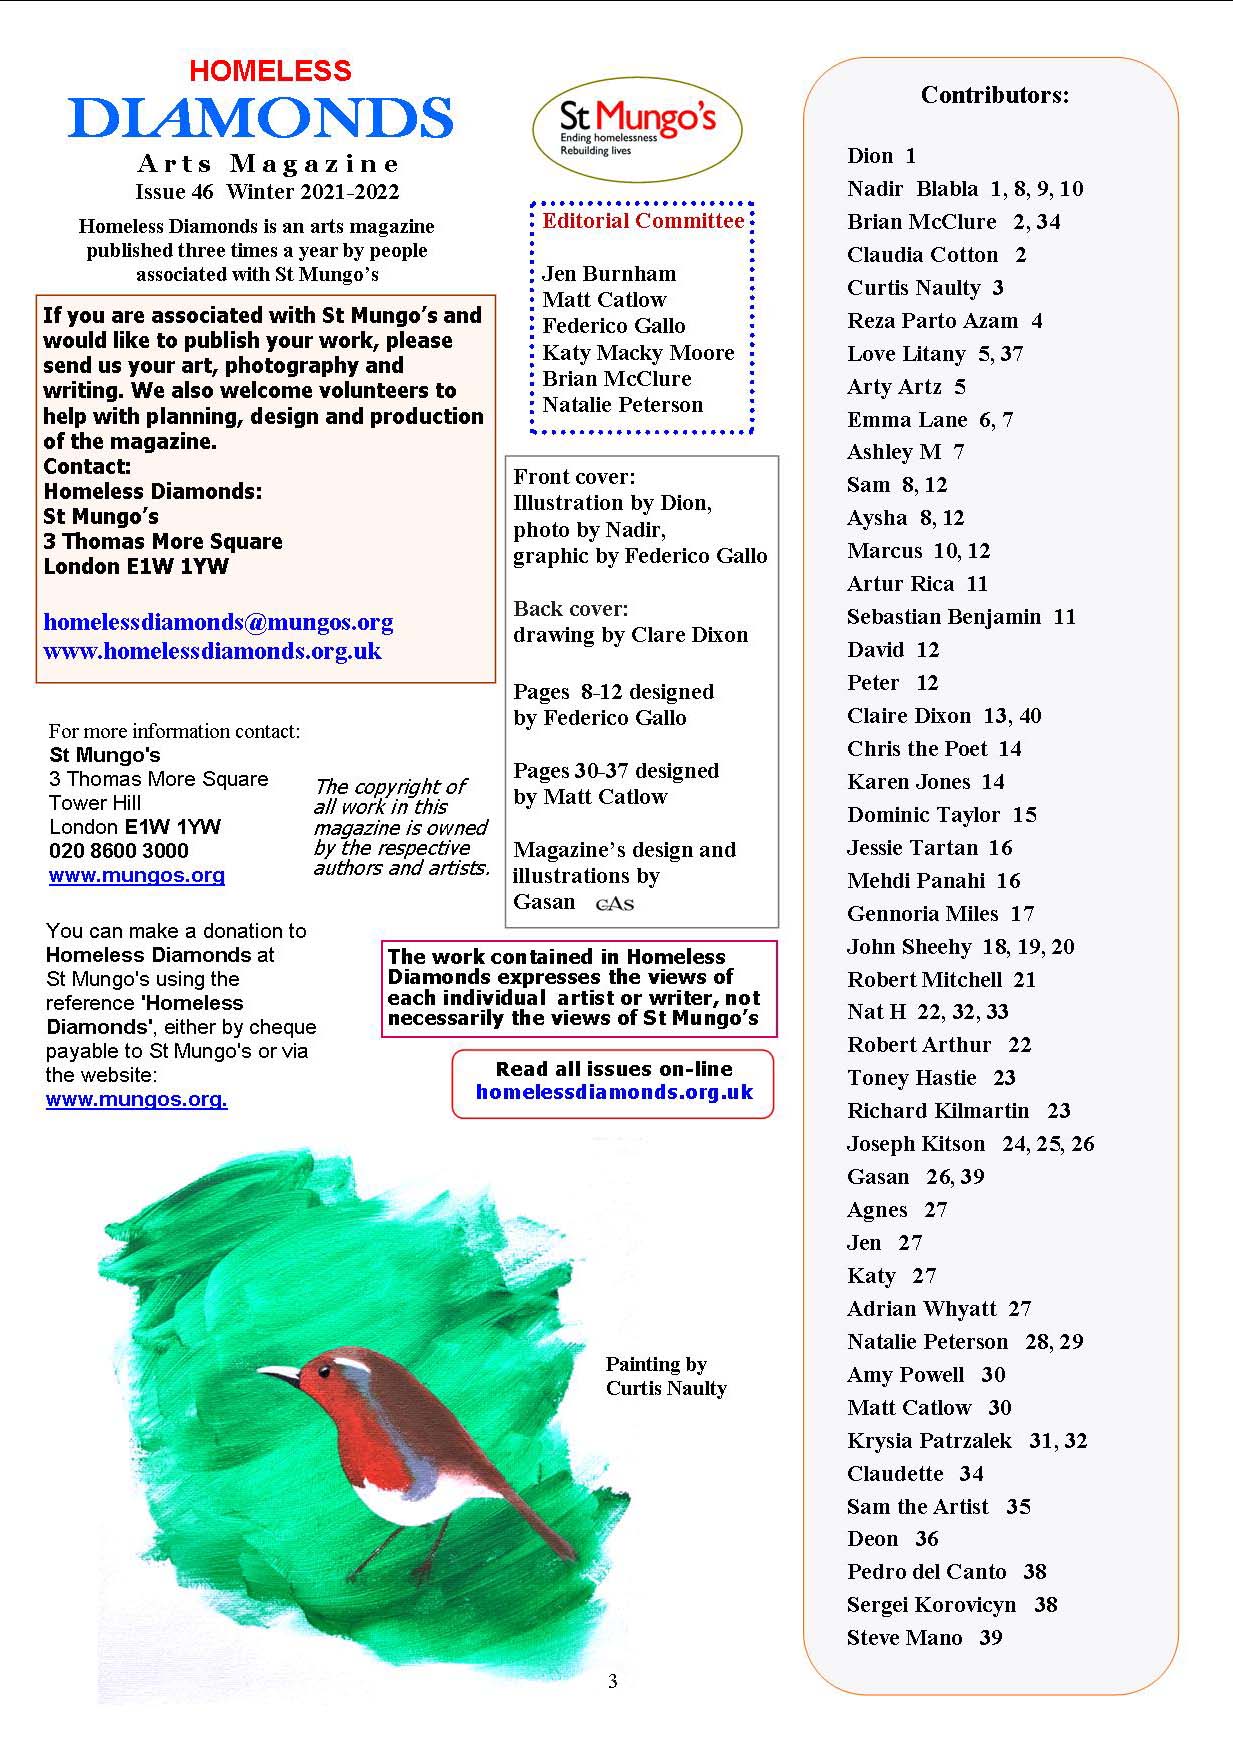 HOMELESS
DIAMONDS
Arts Magazine
Issue 46 Winter 2021-2022
Homeless Diamonds is an arts magazine
published three times a year by people
associated with St Mungo's
If you are associated with St Mungo's and
would like to publish your work, please
send us your art, photography and
writing. We also welcome volunteers to
help with planning, design and production
of the magazine.
Contact:
Homeless Diamonds:
St Mungo's
3 Thomas More Square
London E1W 1YW
homelessdiamonds@mungos.org
www.homelessdiamonds.org.uk
For more information contact:
St Mungo's
3 Thomas More Square
Tower Hill
London E1W 1YW
020 8600 3000
www.mungos.org
The copyright of
all work in this
magazine is owned
by the respective
authors and artists.
You can make a donation to
Homeless Diamonds at
St Mungo's using the
reference 'Homeless
Diamonds', either by cheque
payable to St Mungo's or via
the website:
www.mungos.org.
St Mungo's
Ending homelessness
Rebuilding lives
Editorial Committee
Jen Burnham
Matt Catlow
Federico Gallo
Katy Macky Moore
Brian McClure
Natalie Peterson
Front cover:
Illustration by Dion,
photo by Nadir,
graphic by Federico Gallo
Back cover:
drawing by Clare Dixon
Pages 8-12 designed
by Federico Gallo
Pages 30-37 designed
by Matt Catlow
Magazine's design and
illustrations by
Gasan GAS
The work contained in Homeless
Diamonds expresses the views of
each individual artist or writer, not
necessarily the views of St Mungo's
Read all issues on-line
homelessdiamonds.org.uk
Painting by
Curtis Naulty
3
Contributors:
Dion 1
Nadir Blabla 1, 8, 9, 10
Brian McClure 2, 34
Claudia Cotton 2
Curtis Naulty 3
Reza Parto Azam 4
Love Litany 5, 37
Arty Artz 5
Emma Lane 6, 7
Ashley M 7
Sam 8, 12
Aysha 8, 12
Marcus 10, 12
Artur Rica 11
Sebastian Benjamin 11
David 12
Peter 12
Claire Dixon 13, 40
Chris the Poet 14
Karen Jones 14
Dominic Taylor 15
Jessie Tartan 16
Mehdi Panahi 16
Gennoria Miles 17
John Sheehy 18, 19, 20
Robert Mitchell 21
Nat H 22, 32, 33
Robert Arthur 22
Toney Hastie 23
Richard Kilmartin 23
Joseph Kitson 24, 25, 26
Gasan 26, 39
Agnes 27
Jen 27
Katy 27
Adrian Whyatt 27
Natalie Peterson 28, 29
Amy Powell 30
Matt Catlow 30
Krysia Patrzalek 31, 32
Claudette 34
Sam the Artist 35
Deon 36
Pedro del Canto 38
Sergei Korovicyn 38
Steve Mano 39